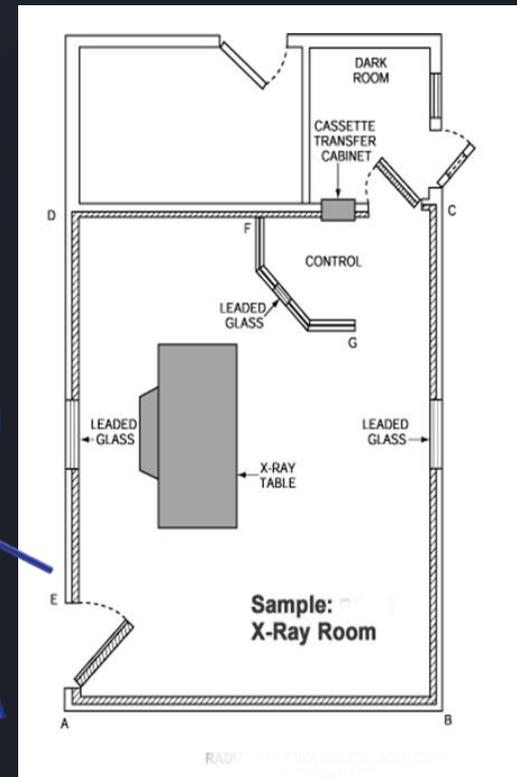 DARK
ROOM
CASSETTE
TRANSFER
CABINET
D
C
F
CONTROL
LEADED
GLASS
G
LEADED
GLASS
LEADED
GLASS
X-RAY
TABLE
E
Sample:
X-Ray Room
A
B